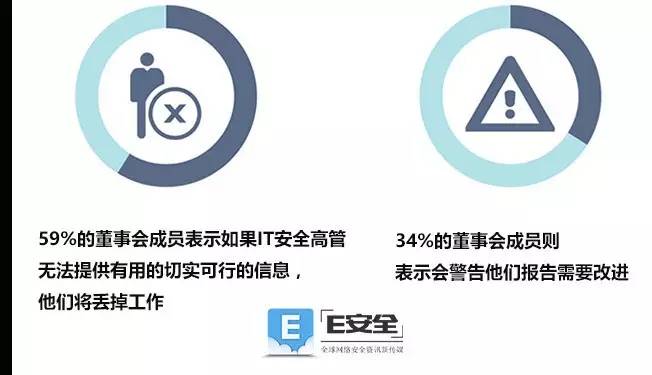 59%的董事会成员表示如果IT安全高管
无法提供有用的切实可行的信息，
他们将丢掉工作
34%的董事会成员则
表示会警告他们报告需要改进
E
E安全
全球网络安全资讯新传媒